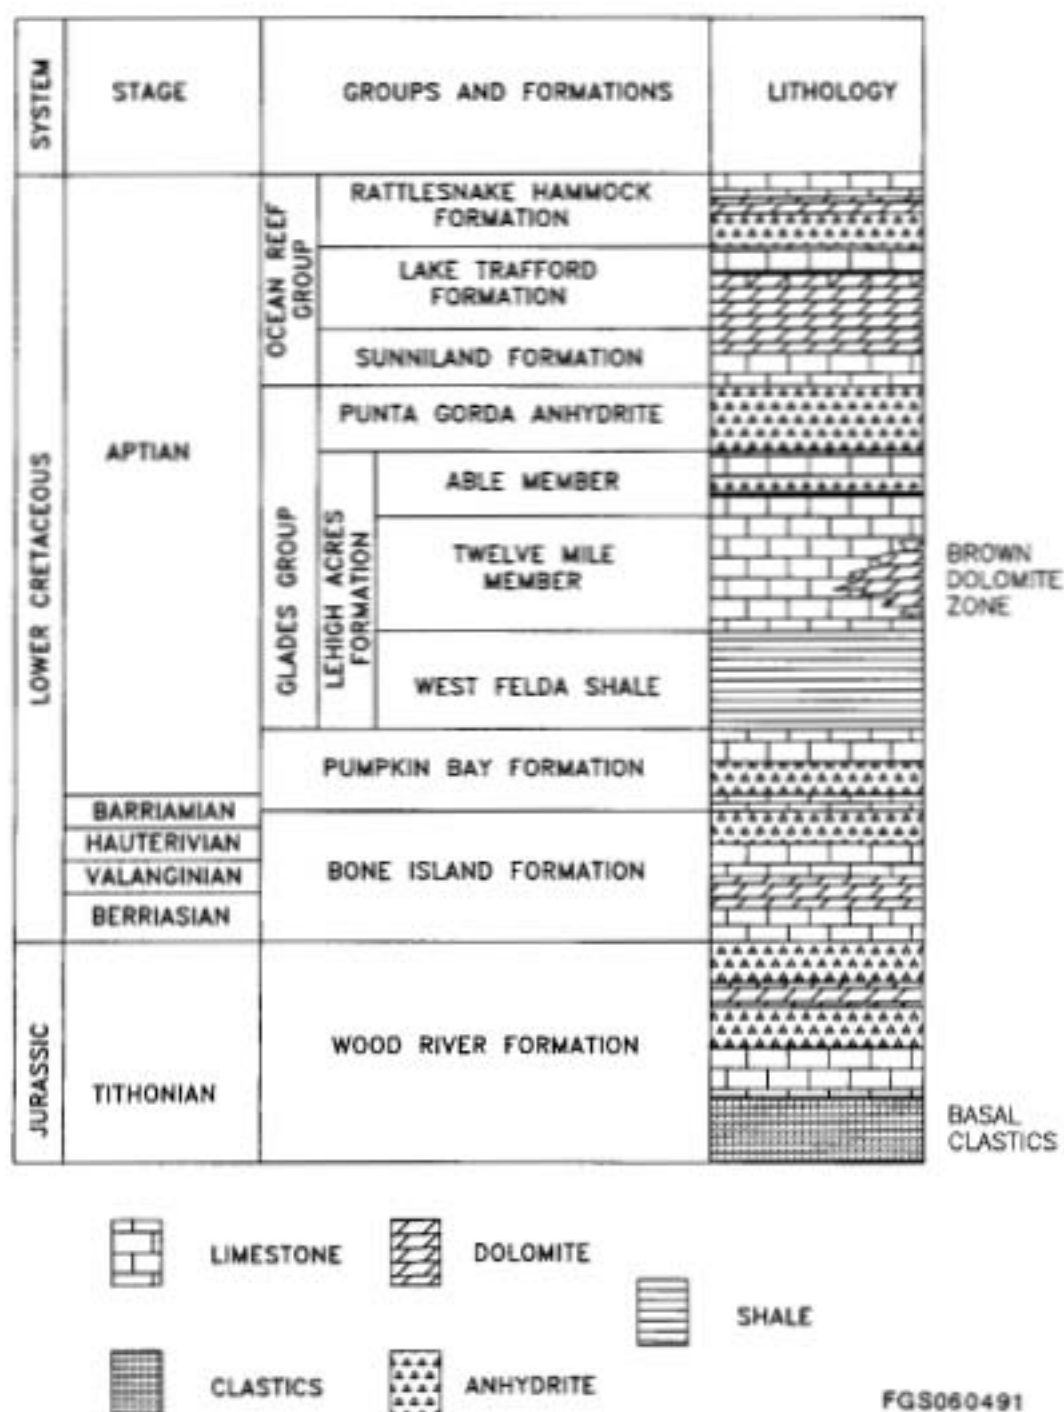 SYSTEM
STAGE
GROUPS AND FORMATIONS
LITHOLOGY
LOWER CRETACEOUS
APTIAN
OCEAN REEF
GROUP
RATTLESNAKE HAMMOCK
FORMATION
LAKE TRAFFORD
FORMATION
SUNNILAND FORMATION
GLADES GROUP
PUNTA GORDA ANHYDRITE
LEHIGH ACRES
FORMATION
ABLE MEMBER
TWELVE MILE
MEMBER
BROWN
DOLOMITE
ZONE
WEST FELDA SHALE
PUMPKIN BAY FORMATION
BARRIAMIAN
HAUTERIVIAN
VALANGINIAN
BERRIASIAN
BONE ISLAND FORMATION
JURASSIC
TITHONIAN
WOOD RIVER FORMATION
BASAL
CLASTICS
LIMESTONE
DOLOMITE
SHALE
CLASTICS
ANHYDRITE
FGS060491